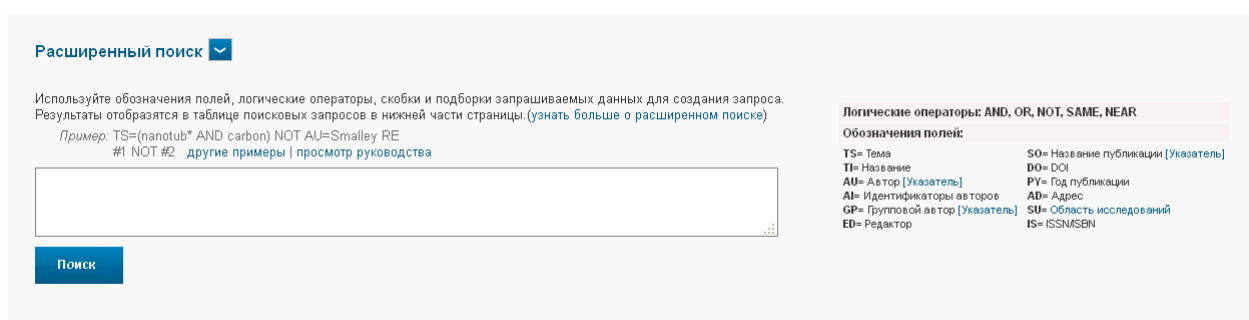 Расширенный поиск
Используйте обозначения полей, логические операторы, скобки и подборки запрашиваемых данных для создания запроса.
Результаты отобразятся в таблице поисковых запросов в нижней части страницы.(узнать больше о расширенном поиске)
Пример: TS=(nanotub* AND carbon) NOT AU=Smalley RE
#1 NOT #2 другие примеры | просмотр руководства
Поиск
Логические операторы: AND, OR, NOT, SAME, NEAR
Обозначения полей:
TS= Тема
TI= Название
AU= Автор [Указатель]
AI= Идентификаторы авторов
GP= Групповой автор [Указатель]
ED= Редактор
SO= Название публикации [Указатель]
DO= DOI
PY= Год публикации
AD= Адрес
SU= Область исследований
IS= ISSN/ISBN